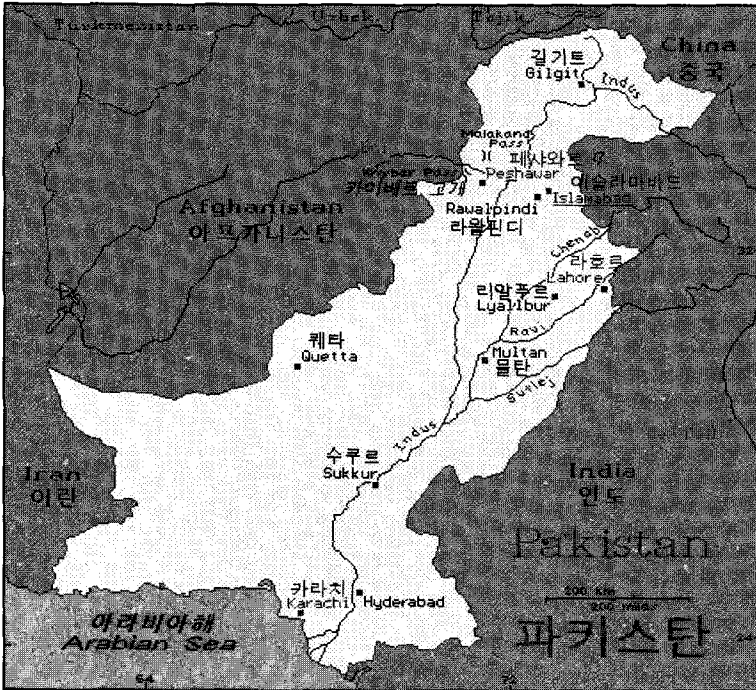 Turkmenistan
Uzbek.
Tajik
China
중국
길기트
Gilgit
Indus
Malakand
Pass
페샤와르
Peshawar
Khyber Pass
카이베르 고개
이슬라마바드
Islamabad
Rawalpindi
라왈핀디
Afghanistan
아프가니스탄
Chenab
라호르
Lahore
리알푸르
Lyallbur
Ravi
퀘타
Quetta
Multan
물탄
Sutlej
Indus
수쿠르
Sukkur
Iran
이란
India
인도
Pakistan
카라치
Karachi
Hyderabad
200 km
200 miles
아라비아해
Arabian Sea
파키스탄
64